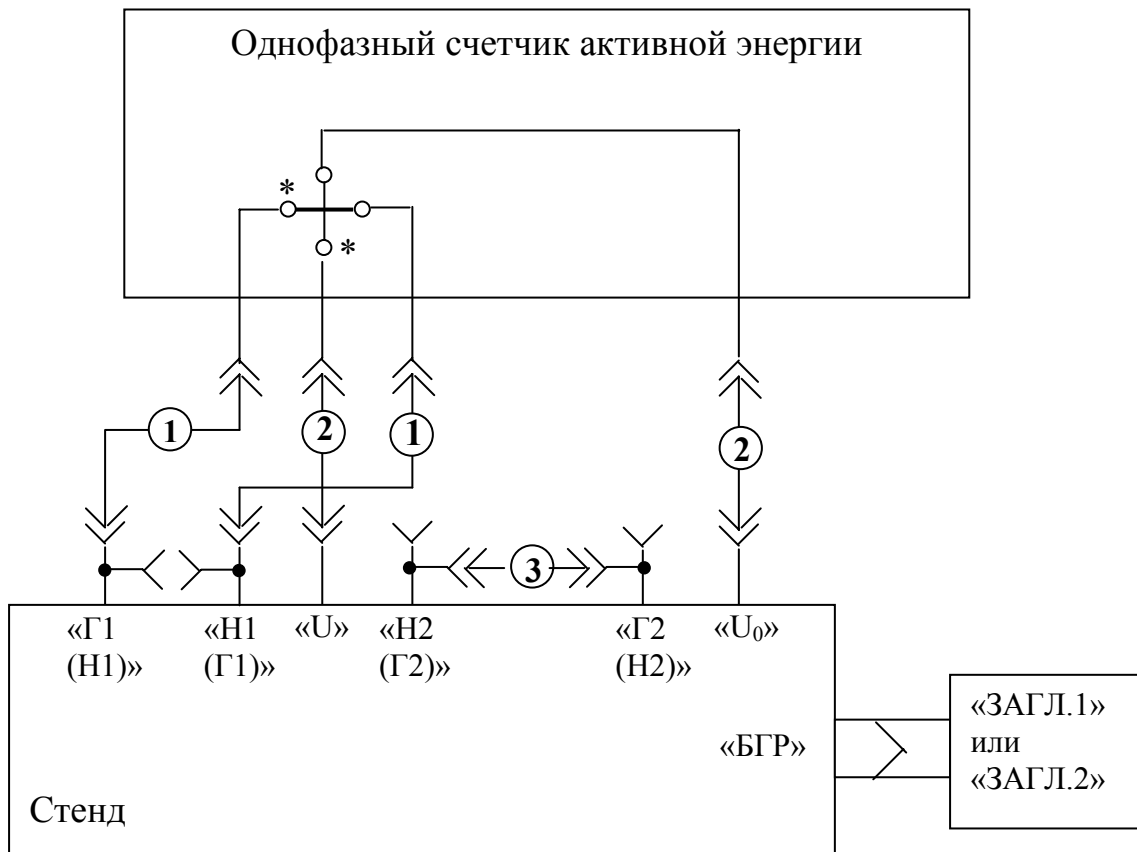 Однофазный счетчик активной энергии
*
*
1
2
1
2
3
«Г1 «Н1 «U» «Н2 «Г2 «U₀»
(Н1)» (Г1)» (Г2)» (Н2)»
«БГР»
«ЗАГЛ.1»
или
«ЗАГЛ.2»
Стенд